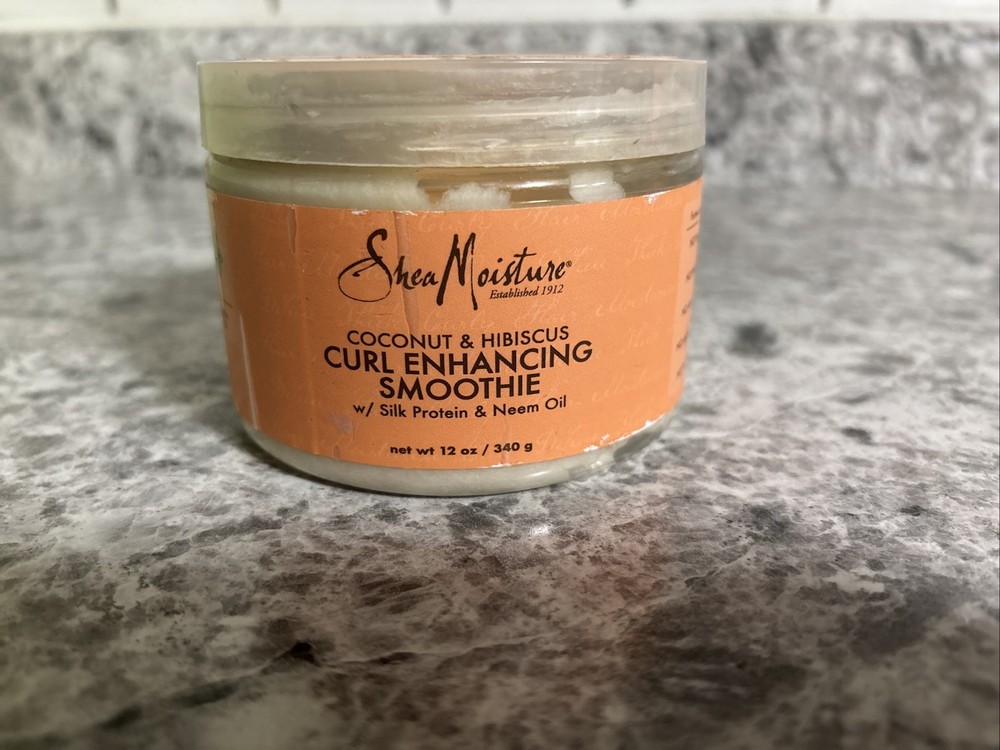 SheaMoisture®
Established 1912
COCONUT & HIBISCUS
CURL ENHANCING
SMOOTHIE
w/ Silk Protein & Neem Oil
net wt 12 oz / 340 g